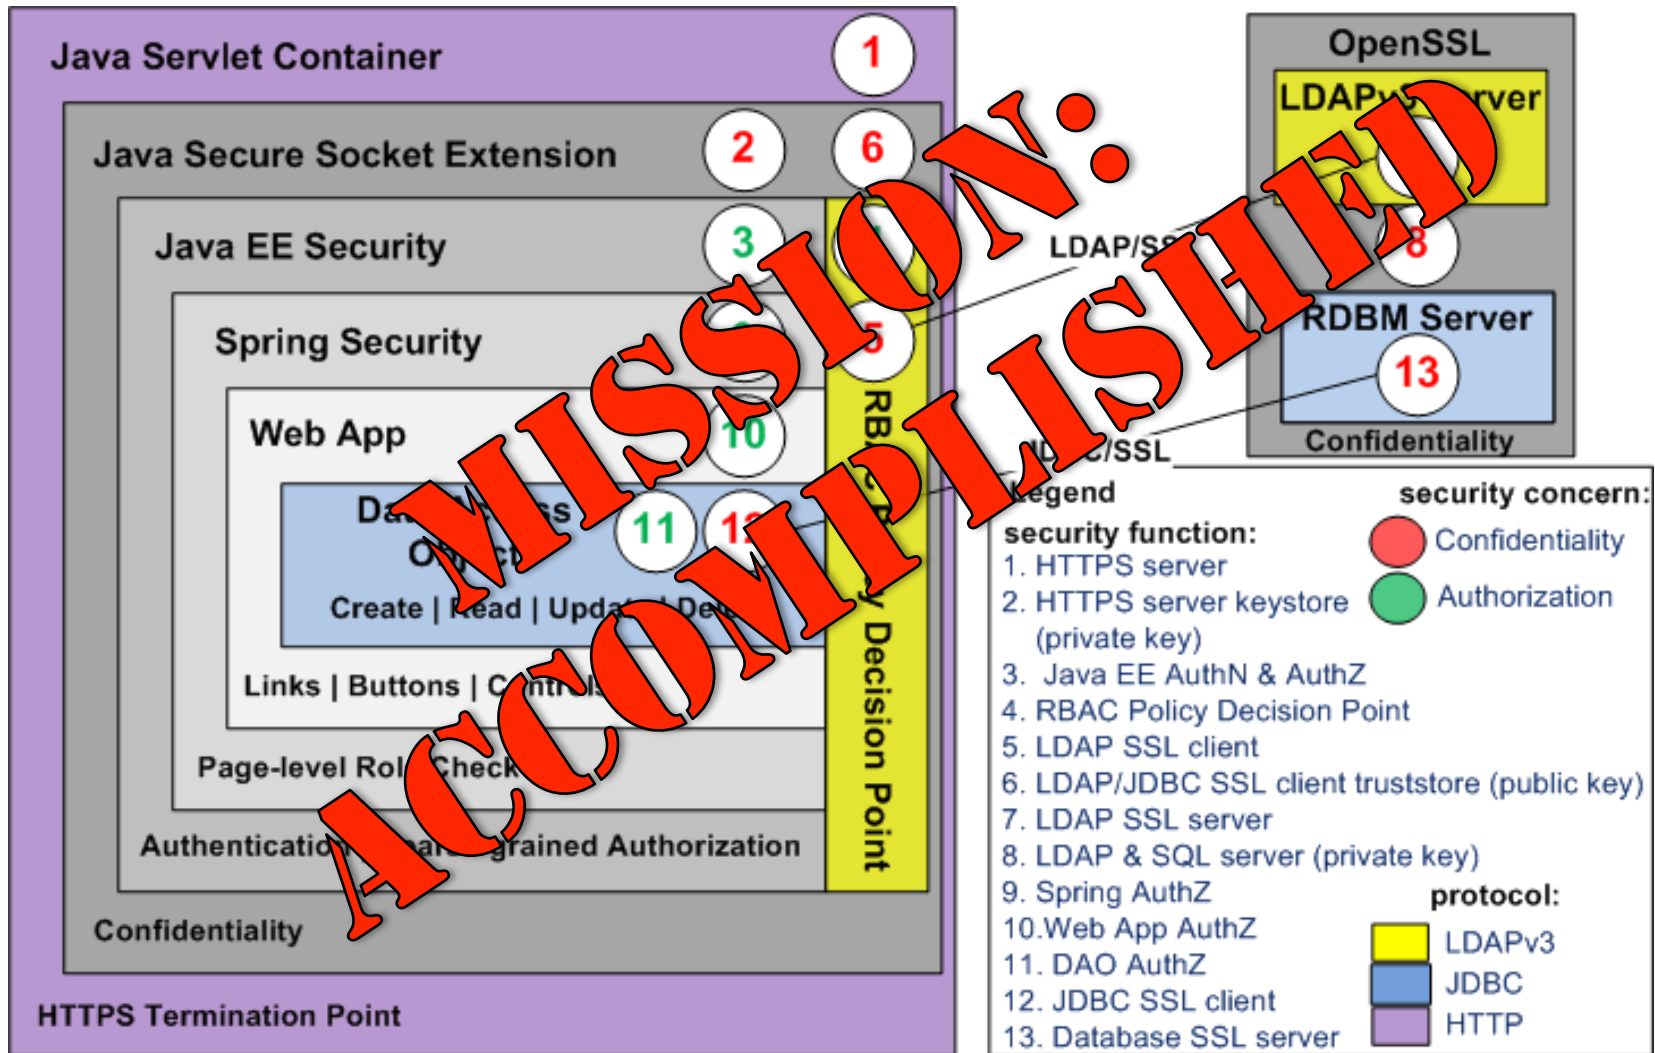 Java Servlet Container
1
Java Secure Socket Extension
2
6
Java EE Security
3
Spring Security
5
Web App
10
11
Create | Read |
Links | Buttons |
Page-level
Authorization
Confidentiality
HTTPS Termination Point
Decision Point
MISSION:
ACCOMPLISHED
OpenSSL
8
RDBM Server
13
Confidentiality
Legend
security concern:
security function:
Confidentiality
Authorization
1. HTTPS server
2. HTTPS server keystore
(private key)
3. Java EE AuthN & AuthZ
4. RBAC Policy Decision Point
5. LDAP SSL client
6. LDAP/JDBC SSL client truststore (public key)
7. LDAP SSL server
8. LDAP & SQL server (private key)
9. Spring AuthZ
10.Web App AuthZ
11. DAO AuthZ
12. JDBC SSL client
13. Database SSL server
protocol:
LDAPv3
JDBC
HTTP